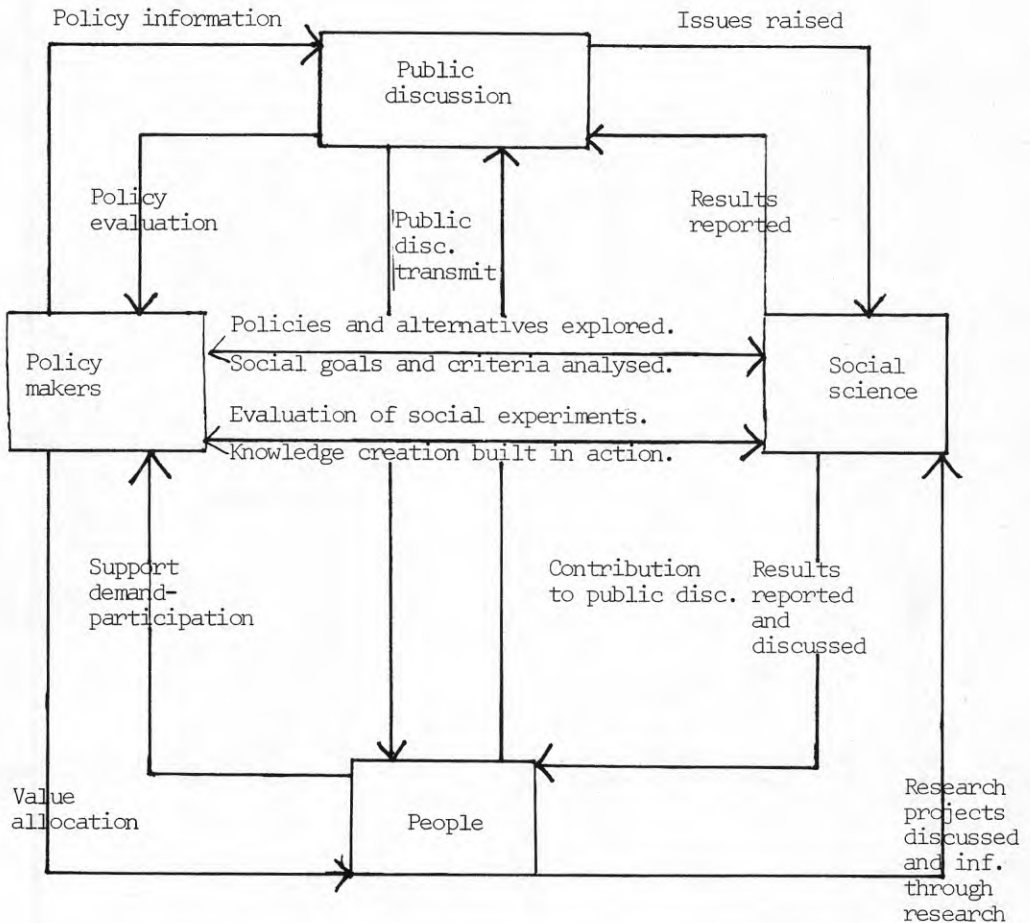 Policy information
Issues raised
Public
discussion
Policy
evaluation
Public
disc.
transmit
Results
reported
Policies and alternatives explored.
Social goals and criteria analysed.
Policy
makers
Social
science
Evaluation of social experiments.
Knowledge creation built in action.
Support
demand-
participation
Contribution
to public disc.
Results
reported
and
discussed
Value
allocation
People
Research
projects
discussed
and inf.
through
research